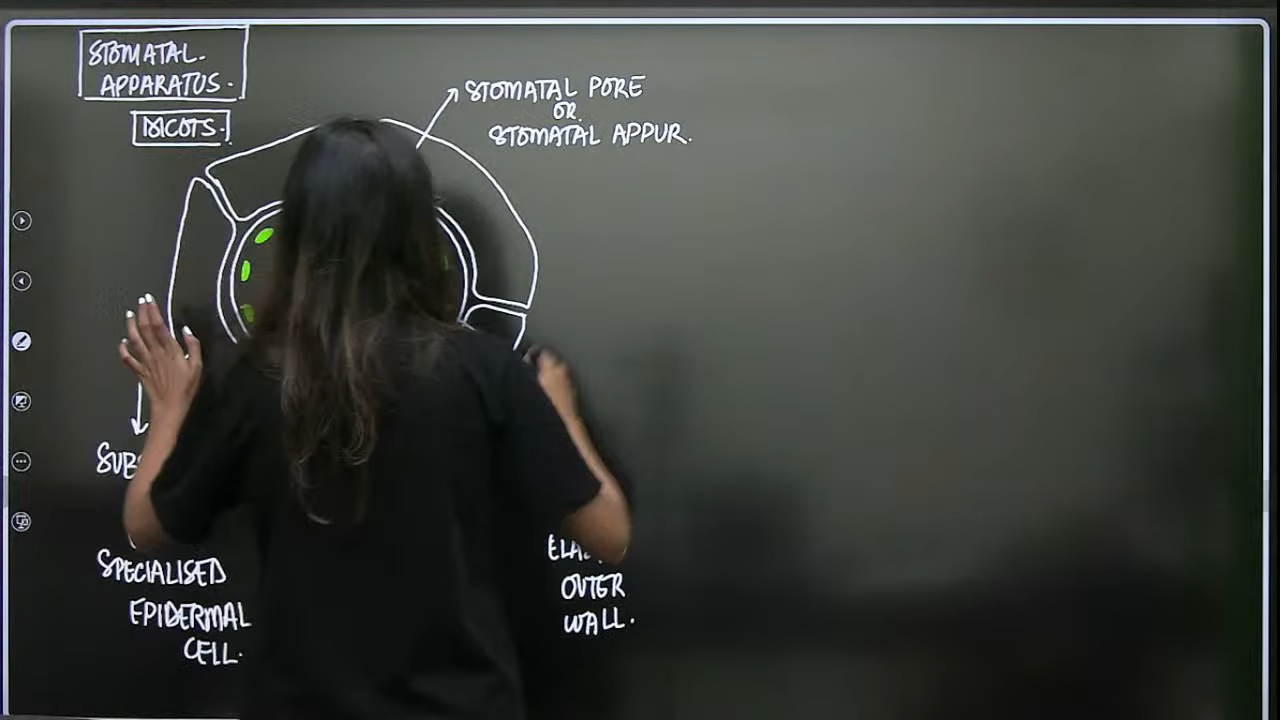 STOMATAL.
APPARATUS.
DICOTS.
STOMATAL PORE
OR
STOMATAL APPUR.
SPECIALISED
EPIDERMAL
CELL.
OUTER
WALL.